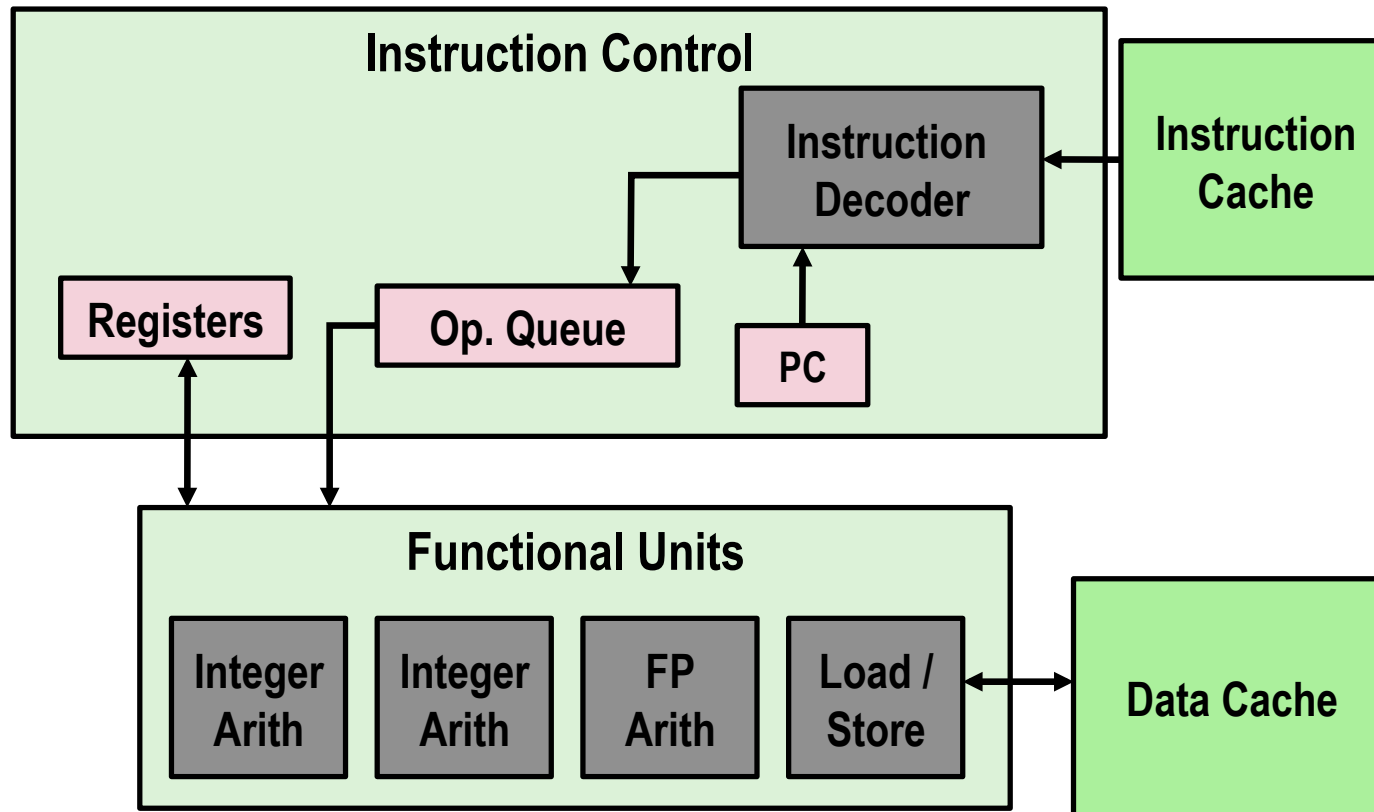 Instruction Control
Instruction
Decoder
Instruction
Cache
Registers
Op. Queue
PC
Functional Units
Integer
Arith
Integer
Arith
FP
Arith
Load /
Store
Data Cache